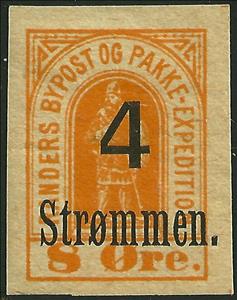 NDERS BYPOST OG PAKKE-EXPEDITIO
4
Strømmen.
8 Øre.